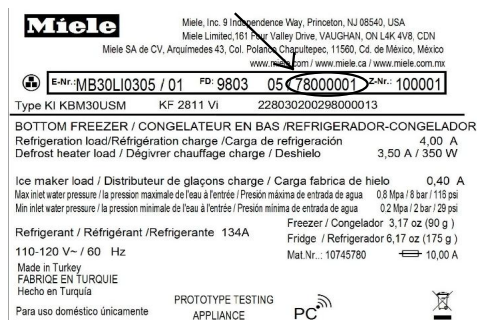 Miele
Miele, Inc. 9 Independence Way, Princeton, NJ 08540, USA
Miele Limited,161 Four Valley Drive, VAUGHAN, ON L4K 4V8, CDN
Miele SA de CV, Arquímedes 43, Col. Polanco Chapultepec, 11560, Cd. de México, México
www.miele.com / www.miele.ca / www.miele.com.mx
E-Nr.:MB30LI0305 / 01 FD: 9803 05 / 78000001 Z-Nr.: 100001
Type KI KBM30USM KF 2811 Vi 228030200298000013
BOTTOM FREEZER / CONGELATEUR EN BAS /REFRIGERADOR-CONGELADOR
Refrigeration load/Réfrigération charge /Carga de refrigeración 4,00 A
Defrost heater load / Dégivrer chauffage charge / Deshielo 3,50 A / 350 W
Ice maker load / Distributeur de glaçons charge / Carga fabrica de hielo 0,40 A
Max inlet water pressure / la pression maximale de l'eau à l'entrée / Presión màxima de entrada de agua 0,8 Mpa / 8 bar / 116 psi
Min inlet water pressure / la pression minimale de l'eau à l'entrée / Presión mínima de entrada de agua 0,2 Mpa / 2 bar / 29 psi
Refrigerant / Réfrigérant /Refrigerante 134A
Freezer / Congelador 3,17 oz (90 g )
Fridge / Refrigerador 6,17 oz (175 g )
110-120 V~ / 60 Hz
Mat.Nr..: 10745780 10,00 A
Made in Turkey
FABRIQE EN TURQUIE
Hecho en Turquía
Para uso doméstico únicamente
PROTOTYPE TESTING
APPLIANCE
PC